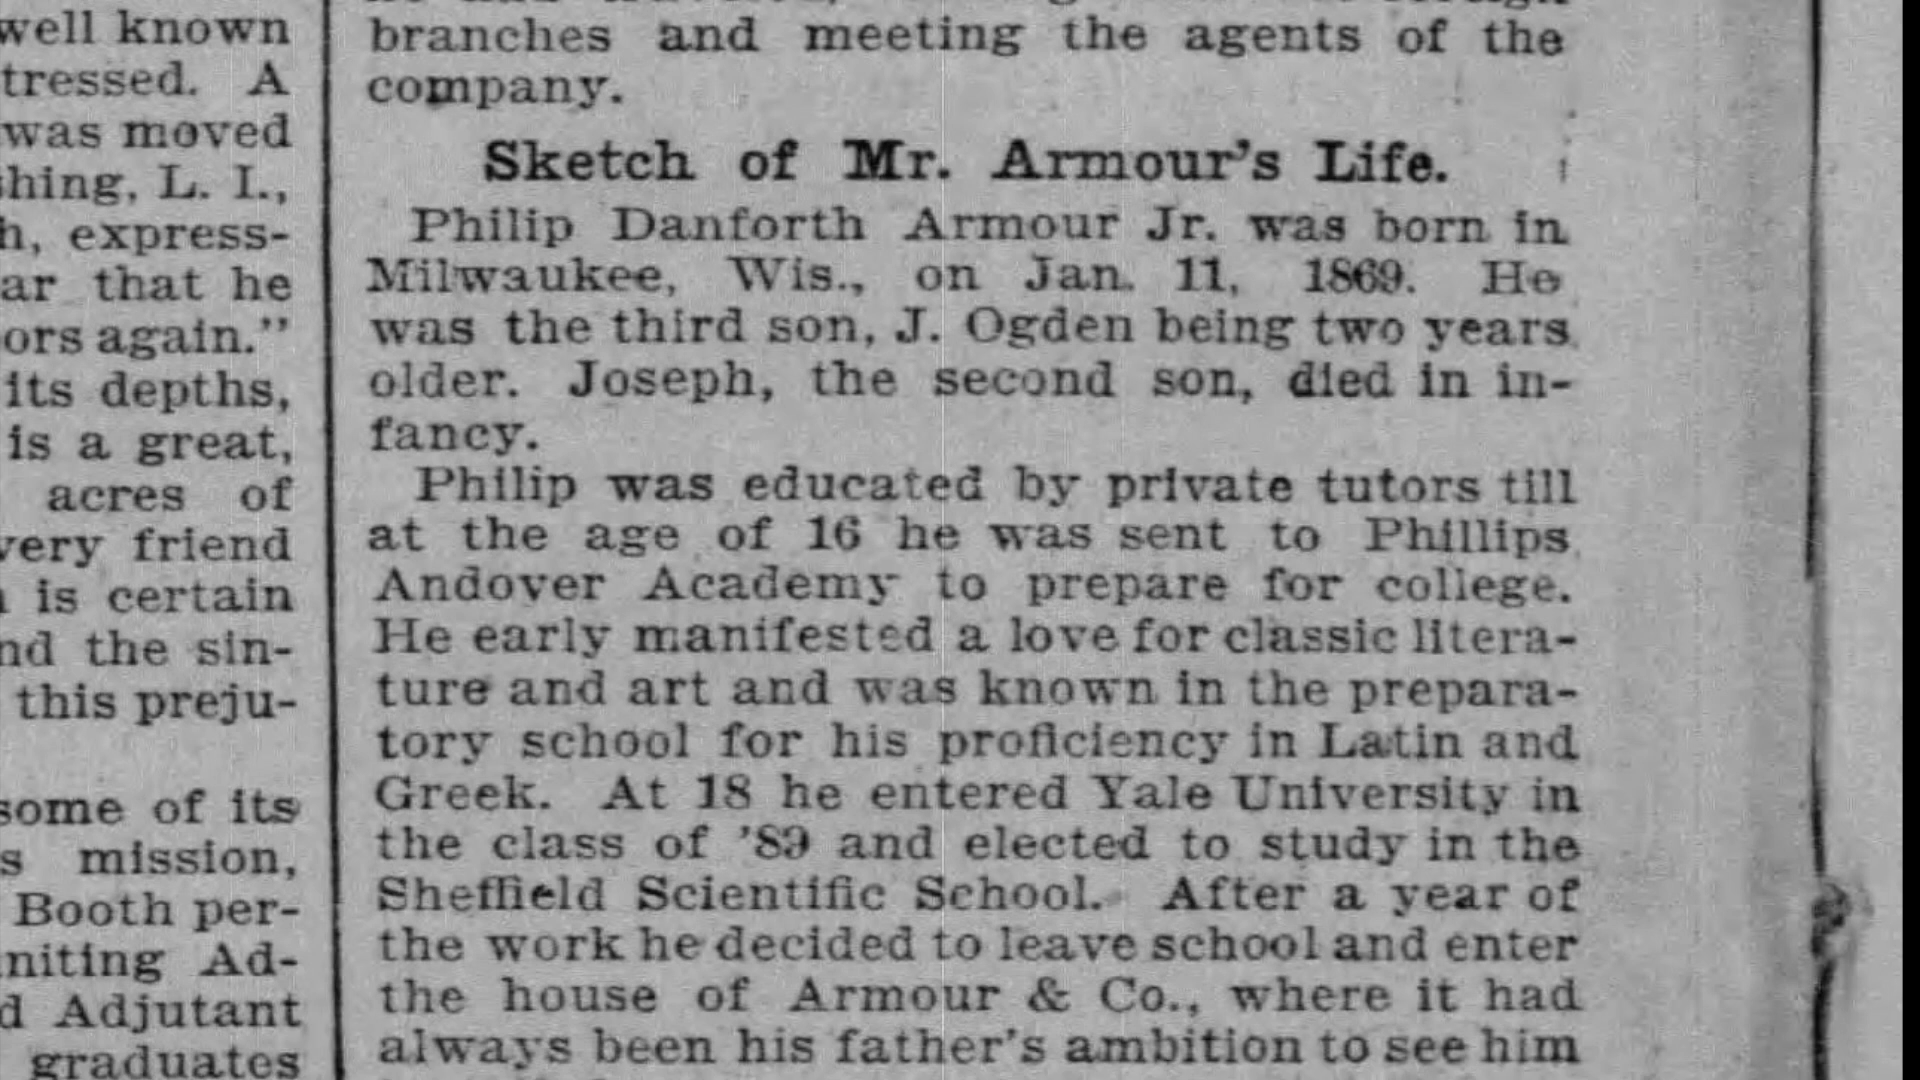 well known
tressed. A
was moved
shing, L. I.,
h, express-
ar that he
ors again."
its depths,
is a great,
acres of
very friend
is certain
nd the sin-
this preju-
some of its
s mission,
Booth per-
niting Ad-
d Adjutant
graduates
branches and meeting the agents of the
company.
Sketch of Mr. Armour's Life.
Philip Danforth Armour Jr. was born in
Milwaukee, Wis., on Jan. 11, 1869. He
was the third son, J. Ogden being two years
older. Joseph, the second son, died in in-
fancy.
Philip was educated by private tutors till
at the age of 16 he was sent to Phillips
Andover Academy to prepare for college.
He early manifested a love for classic litera-
ture and art and was known in the prepara-
tory school for his proficiency in Latin and
Greek. At 18 he entered Yale University in
the class of '89 and elected to study in the
Sheffield Scientific School. After a year of
the work he decided to leave school and enter
the house of Armour & Co., where it had
always been his father's ambition to see him